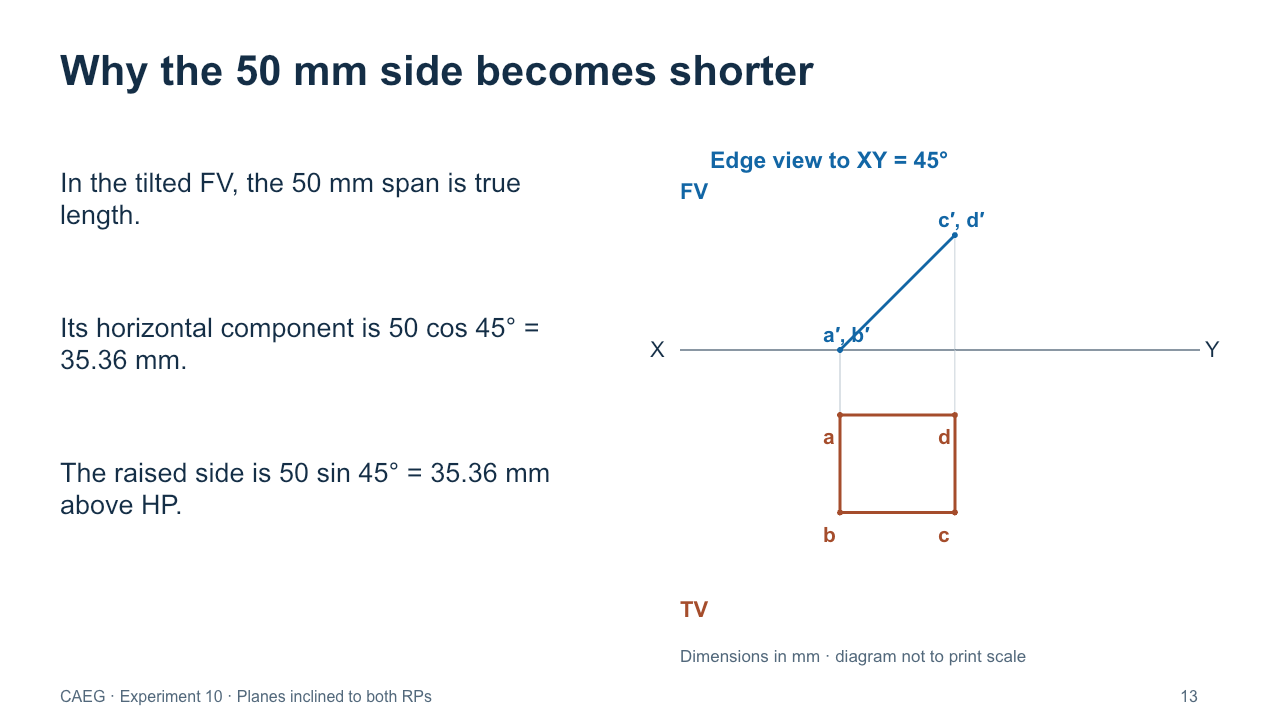 Why the 50 mm side becomes shorter
In the tilted FV, the 50 mm span is true
length.
Its horizontal component is 50 cos 45° =
35.36 mm.
The raised side is 50 sin 45° = 35.36 mm
above HP.
Edge view to XY = 45°
FV
c′, d′
a′, b′
X
Y
a
d
b
c
TV
Dimensions in mm · diagram not to print scale
CAEG · Experiment 10 · Planes inclined to both RPs
13